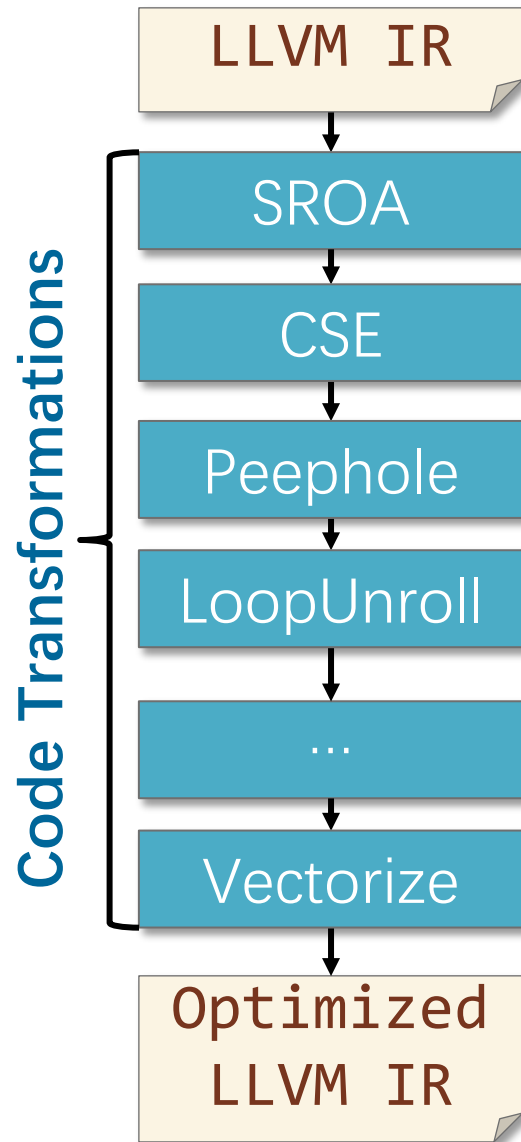 LLVM IR
SROA
CSE
Peephole
LoopUnroll
...
Vectorize
Optimized
LLVM IR
Code Transformations